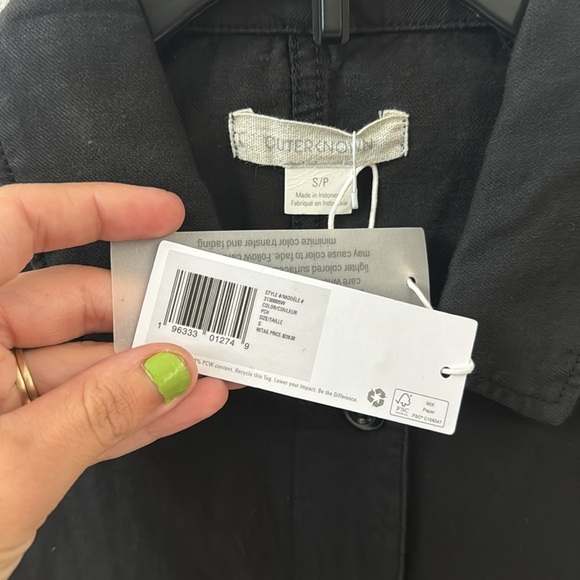 OUTERKNOWN
S/P
Made in Indonesia
Fabriqué en Indonésie
minimize color transfer and fading
may cause color to fade. Follow
lighter colored
care
STYLE #/MODÈLE #
COLOR/COULEUR
PCH
SIZE/TAILLE
S
RETAIL PRICE:
1 96333 01274 9
% PCW content. Recycle this Tag. Lower your Impact. Be the Difference.
FSC
MIX
Paper